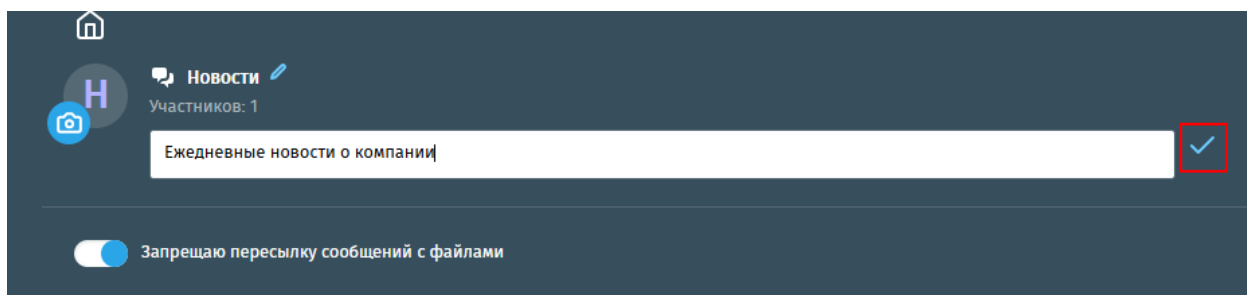 Н
Новости
Участников: 1
Ежедневные новости о компании
Запрещаю пересылку сообщений с файлами